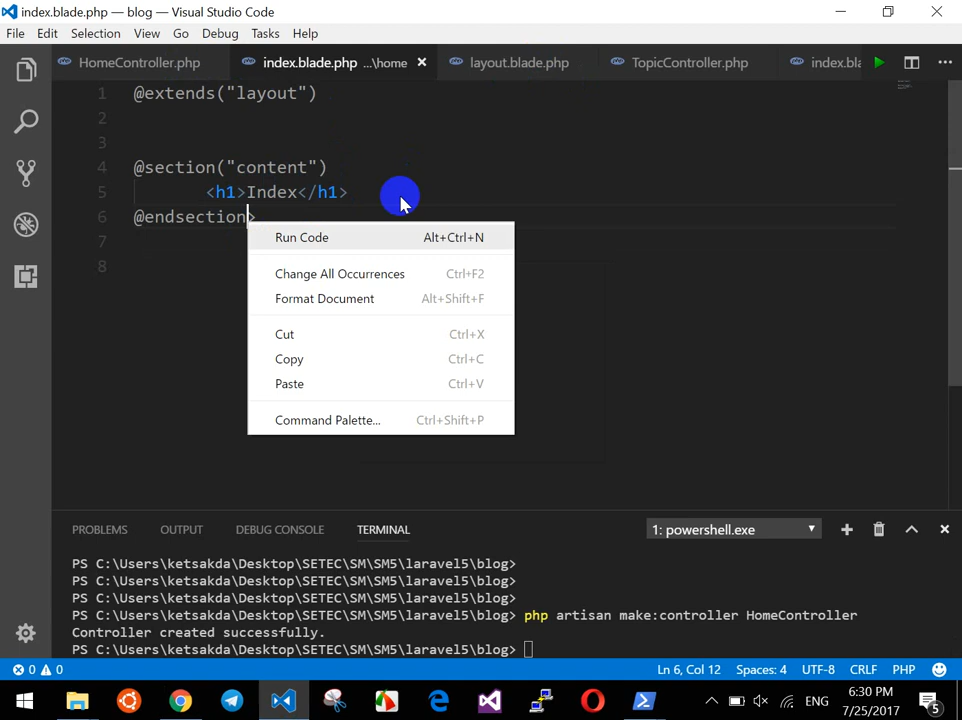 index.blade.php — blog — Visual Studio Code
File Edit Selection View Go Debug Tasks Help
HomeController.php index.blade.php ...\home layout.blade.php TopicController.php index.bla
1 @extends("layout")
2
3
4 @section("content")
5 <h1>Index</h1>
6 @endsection>
7
8
Run Code Alt+Ctrl+N
Change All Occurrences Ctrl+F2
Format Document Alt+Shift+F
Cut Ctrl+X
Copy Ctrl+C
Paste Ctrl+V
Command Palette... Ctrl+Shift+P
PROBLEMS OUTPUT DEBUG CONSOLE TERMINAL 1: powershell.exe
PS C:\Users\ketsakda\Desktop\SETEC\SM\SM5\laravel5\blog>
PS C:\Users\ketsakda\Desktop\SETEC\SM\SM5\laravel5\blog>
PS C:\Users\ketsakda\Desktop\SETEC\SM\SM5\laravel5\blog>
PS C:\Users\ketsakda\Desktop\SETEC\SM\SM5\laravel5\blog> php artisan make:controller HomeController
Controller created successfully.
PS C:\Users\ketsakda\Desktop\SETEC\SM\SM5\laravel5\blog>
0 0 Ln 6, Col 12 Spaces: 4 UTF-8 CRLF PHP
ENG 6:30 PM
7/25/2017 5